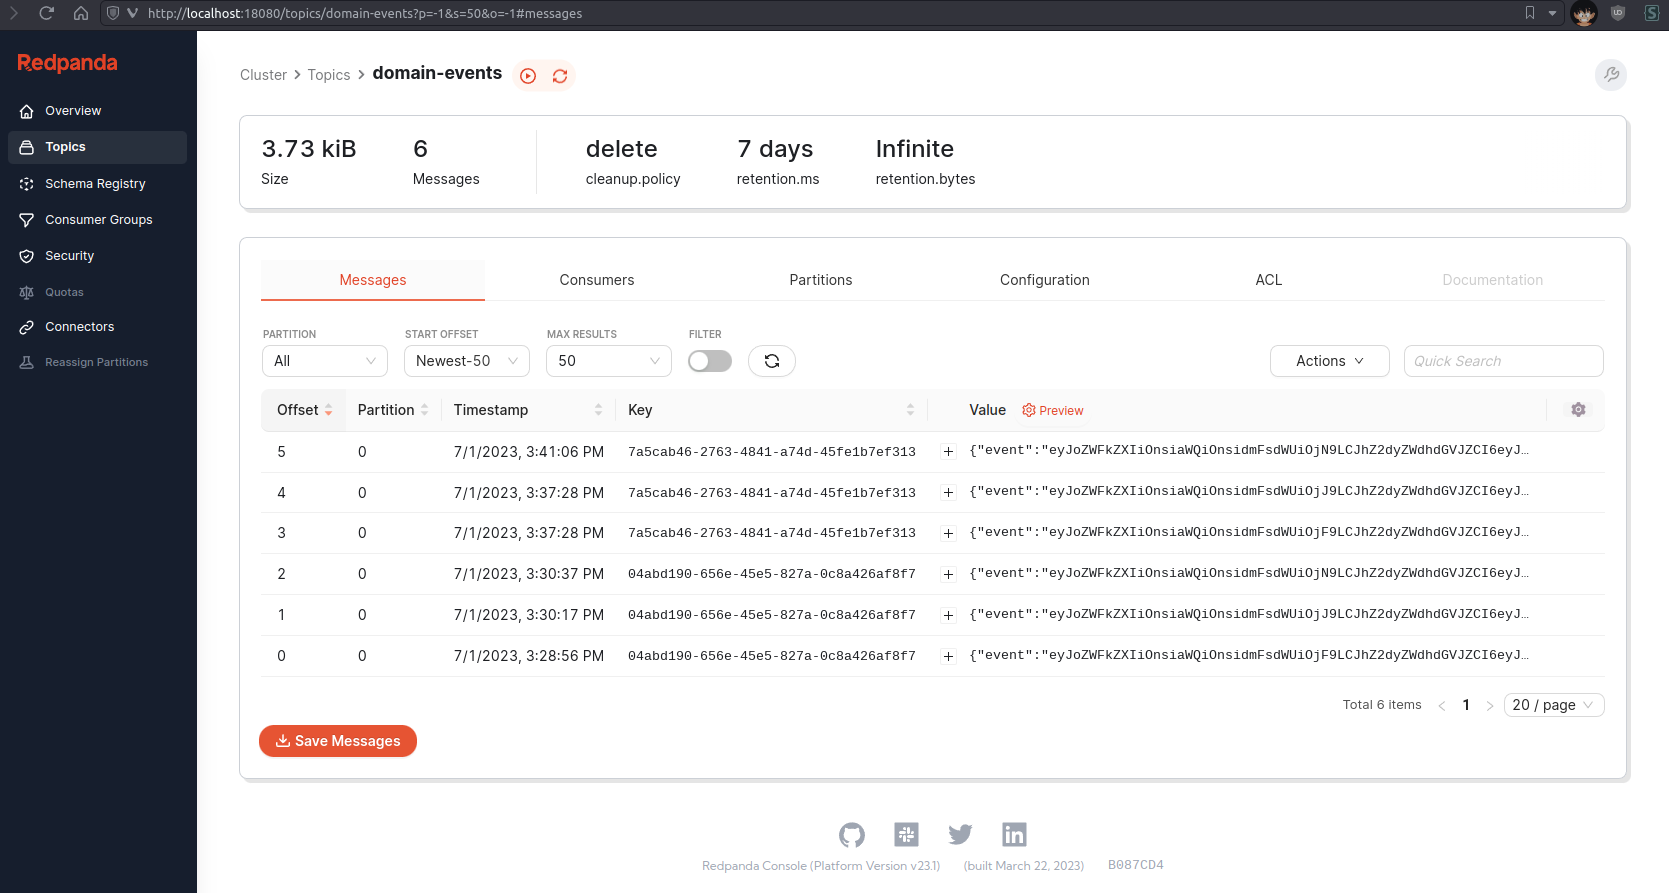 http://localhost:18080/topics/domain-events?p=-1&s=50&o=-1#messages
Redpanda
Overview
Topics
Schema Registry
Consumer Groups
Security
Quotas
Connectors
Reassign Partitions
Cluster > Topics > domain-events
3.73 kiB 6 delete 7 days Infinite
Size Messages cleanup.policy retention.ms retention.bytes
Messages Consumers Partitions Configuration ACL Documentation
PARTITION START OFFSET MAX RESULTS FILTER
All Newest-50 50 Actions Quick Search
Offset Partition Timestamp Key Value Preview
5 0 7/1/2023, 3:41:06 PM 7a5cab46-2763-4841-a74d-45fe1b7ef313 + {"event":"eyJoZWFkZXIiOnsiaWQiOnsidmFsdWUiOjN9LCJhZ2dyZWdhdGVJZCI6eyJ…
4 0 7/1/2023, 3:37:28 PM 7a5cab46-2763-4841-a74d-45fe1b7ef313 + {"event":"eyJoZWFkZXIiOnsiaWQiOnsidmFsdWUiOjJ9LCJhZ2dyZWdhdGVJZCI6eyJ…
3 0 7/1/2023, 3:37:28 PM 7a5cab46-2763-4841-a74d-45fe1b7ef313 + {"event":"eyJoZWFkZXIiOnsiaWQiOnsidmFsdWUiOjF9LCJhZ2dyZWdhdGVJZCI6eyJ…
2 0 7/1/2023, 3:30:37 PM 04abd190-656e-45e5-827a-0c8a426af8f7 + {"event":"eyJoZWFkZXIiOnsiaWQiOnsidmFsdWUiOjN9LCJhZ2dyZWdhdGVJZCI6eyJ…
1 0 7/1/2023, 3:30:17 PM 04abd190-656e-45e5-827a-0c8a426af8f7 + {"event":"eyJoZWFkZXIiOnsiaWQiOnsidmFsdWUiOjJ9LCJhZ2dyZWdhdGVJZCI6eyJ…
0 0 7/1/2023, 3:28:56 PM 04abd190-656e-45e5-827a-0c8a426af8f7 + {"event":"eyJoZWFkZXIiOnsiaWQiOnsidmFsdWUiOjF9LCJhZ2dyZWdhdGVJZCI6eyJ…
Total 6 items < 1 > 20 / page
Save Messages
Redpanda Console (Platform Version v23.1) (built March 22, 2023) B087CD4